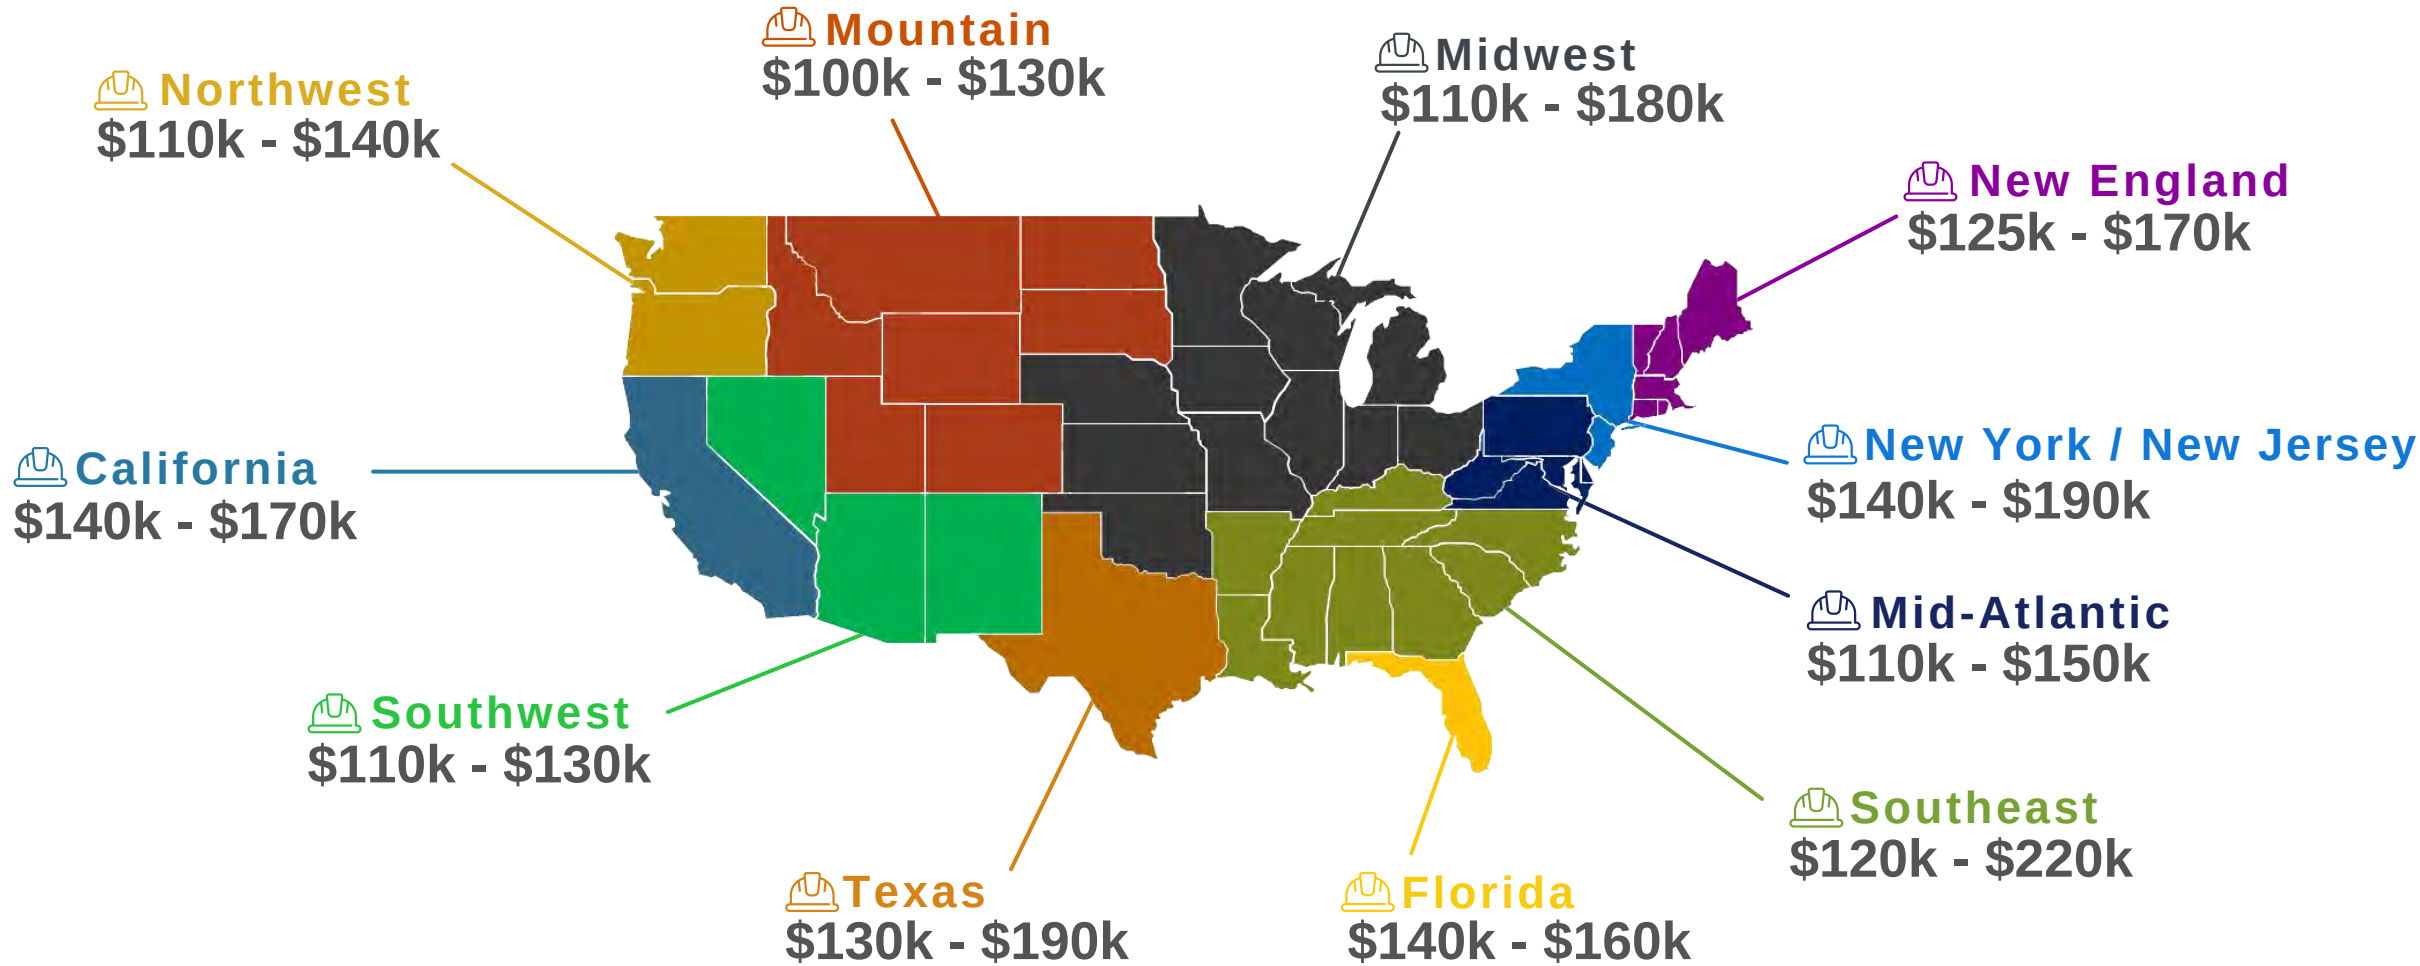 Mountain
$100k - $130k
Midwest
$110k - $180k
Northwest
$110k - $140k
New England
$125k - $170k
California
$140k - $170k
New York / New Jersey
$140k - $190k
Mid-Atlantic
$110k - $150k
Southwest
$110k - $130k
Southeast
$120k - $220k
Texas
$130k - $190k
Florida
$140k - $160k